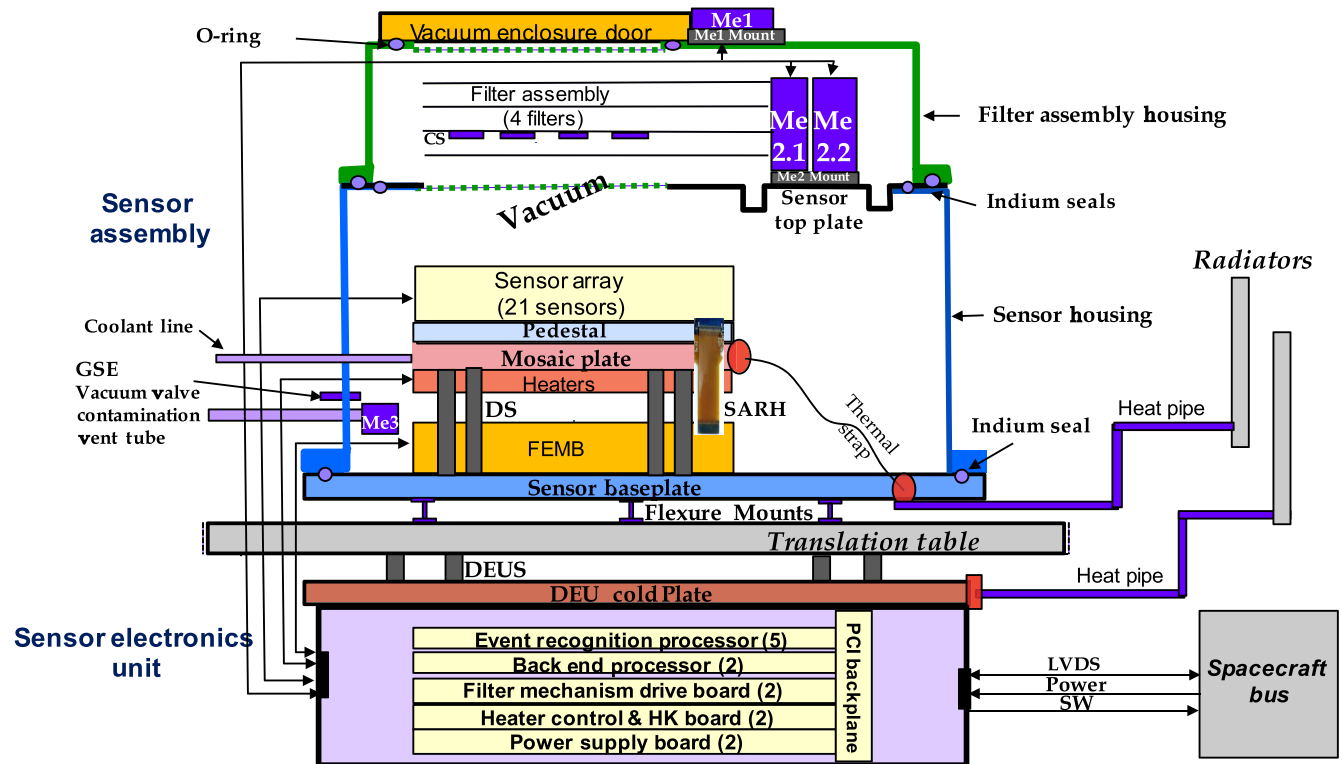 Me1
Vacuum enclosure door
Me1 Mount
O-ring
Filter assembly
(4 filters)
CS
Me
2.1
Me
2.2
Me2 Mount
Filter assembly housing
Vacuum
Sensor
top plate
Indium seals
Sensor
assembly
Radiators
Sensor array
(21 sensors)
Sensor housing
Coolant line
Pedestal
Mosaic plate
GSE
Vacuum valve
contamination
vent tube
Heaters
DS
SARH
Me3
Thermal
strap
Heat pipe
Indium seal
FEMB
Sensor baseplate
Flexure Mounts
Translation table
DEUS
DEU cold Plate
Heat pipe
Sensor electronics
unit
Event recognition processor (5)
Back end processor (2)
Filter mechanism drive board (2)
Heater control & HK board (2)
Power supply board (2)
PCI backplane
LVDS
Power
SW
Spacecraft
bus